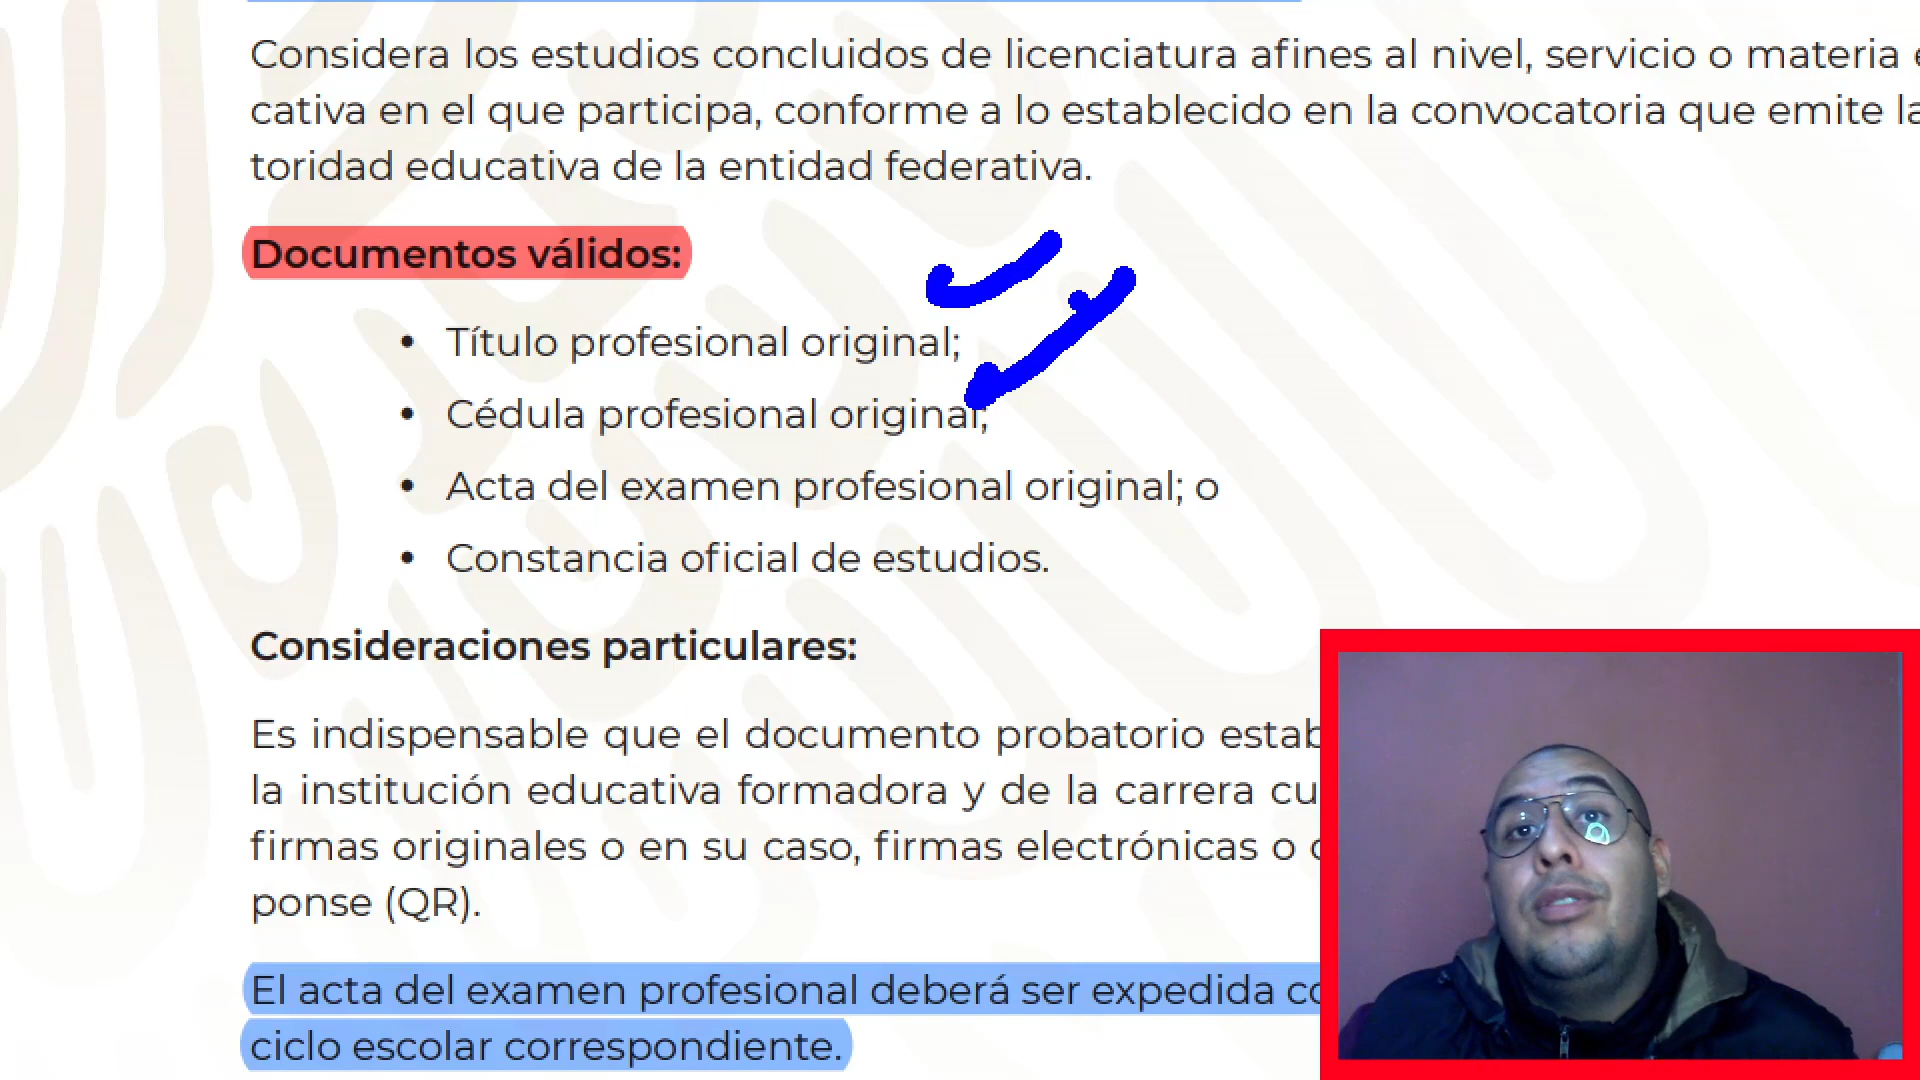 Considera los estudios concluidos de licenciatura afines al nivel, servicio o materia
cativa en el que participa, conforme a lo establecido en la convocatoria que emite la
toridad educativa de la entidad federativa.
Documentos válidos:
• Título profesional original;
• Cédula profesional original;
• Acta del examen profesional original; o
• Constancia oficial de estudios.
Consideraciones particulares:
Es indispensable que el documento probatorio estab
la institución educativa formadora y de la carrera cu
firmas originales o en su caso, firmas electrónicas o
ponse (QR).
El acta del examen profesional deberá ser expedida co
ciclo escolar correspondiente.